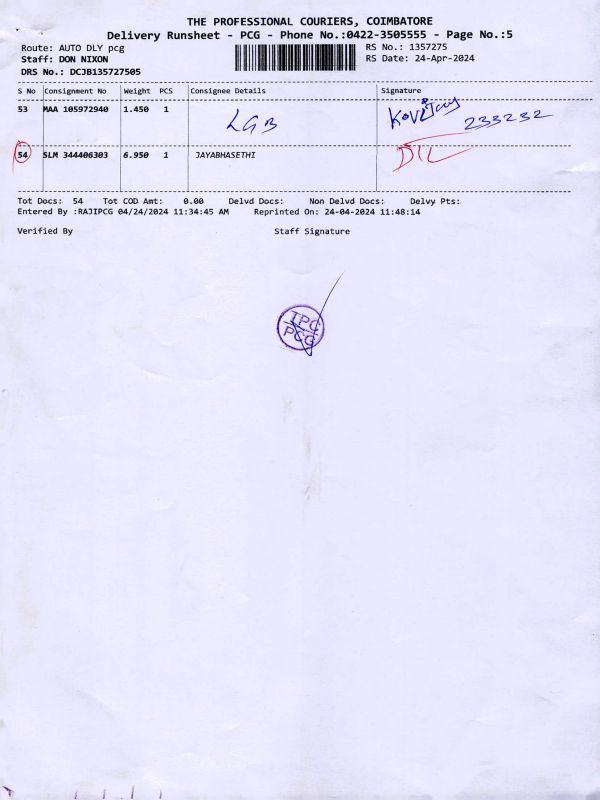 THE PROFESSIONAL COURIERS, COIMBATORE
Delivery Runsheet - PCG - Phone No.:0422-3505555 - Page No.:5
Route: AUTO DLY pcg
Staff: DON NIXON
DRS No.: DCJB135727505
RS No.: 1357275
RS Date: 24-Apr-2024
S No Consignment No Weight PCS Consignee Details Signature
53 MAA 105972940 1.450 1 LGB 233232
54 SLM 344406303 6.950 1 JAYABHASETHI
Tot Docs: 54 Tot COD Amt: 0.00 Delvd Docs: Non Delvd Docs: Delvy Pts:
Entered By :RAJIPCG 04/24/2024 11:34:45 AM Reprinted On: 24-04-2024 11:48:14
Verified By Staff Signature
TPC
PCG